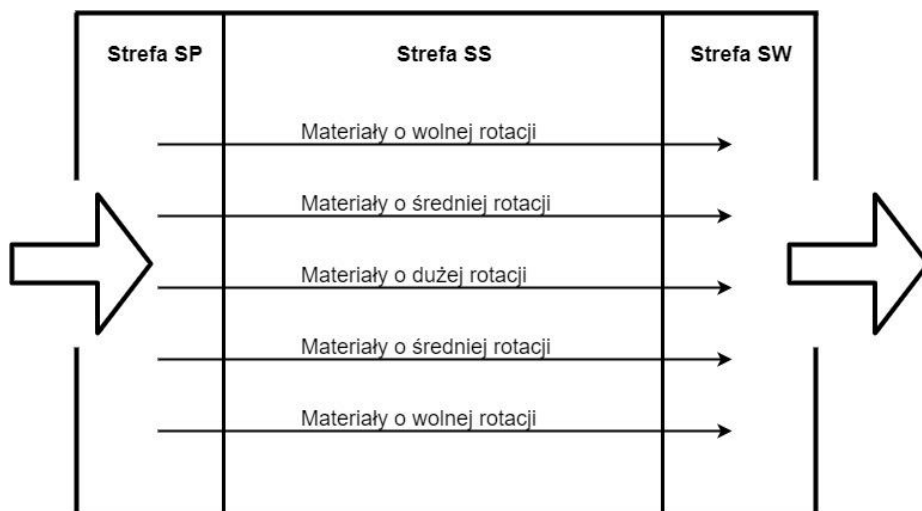 Strefa SP
Strefa SS
Strefa SW
Materiały o wolnej rotacji
Materiały o średniej rotacji
Materiały o dużej rotacji
Materiały o średniej rotacji
Materiały o wolnej rotacji